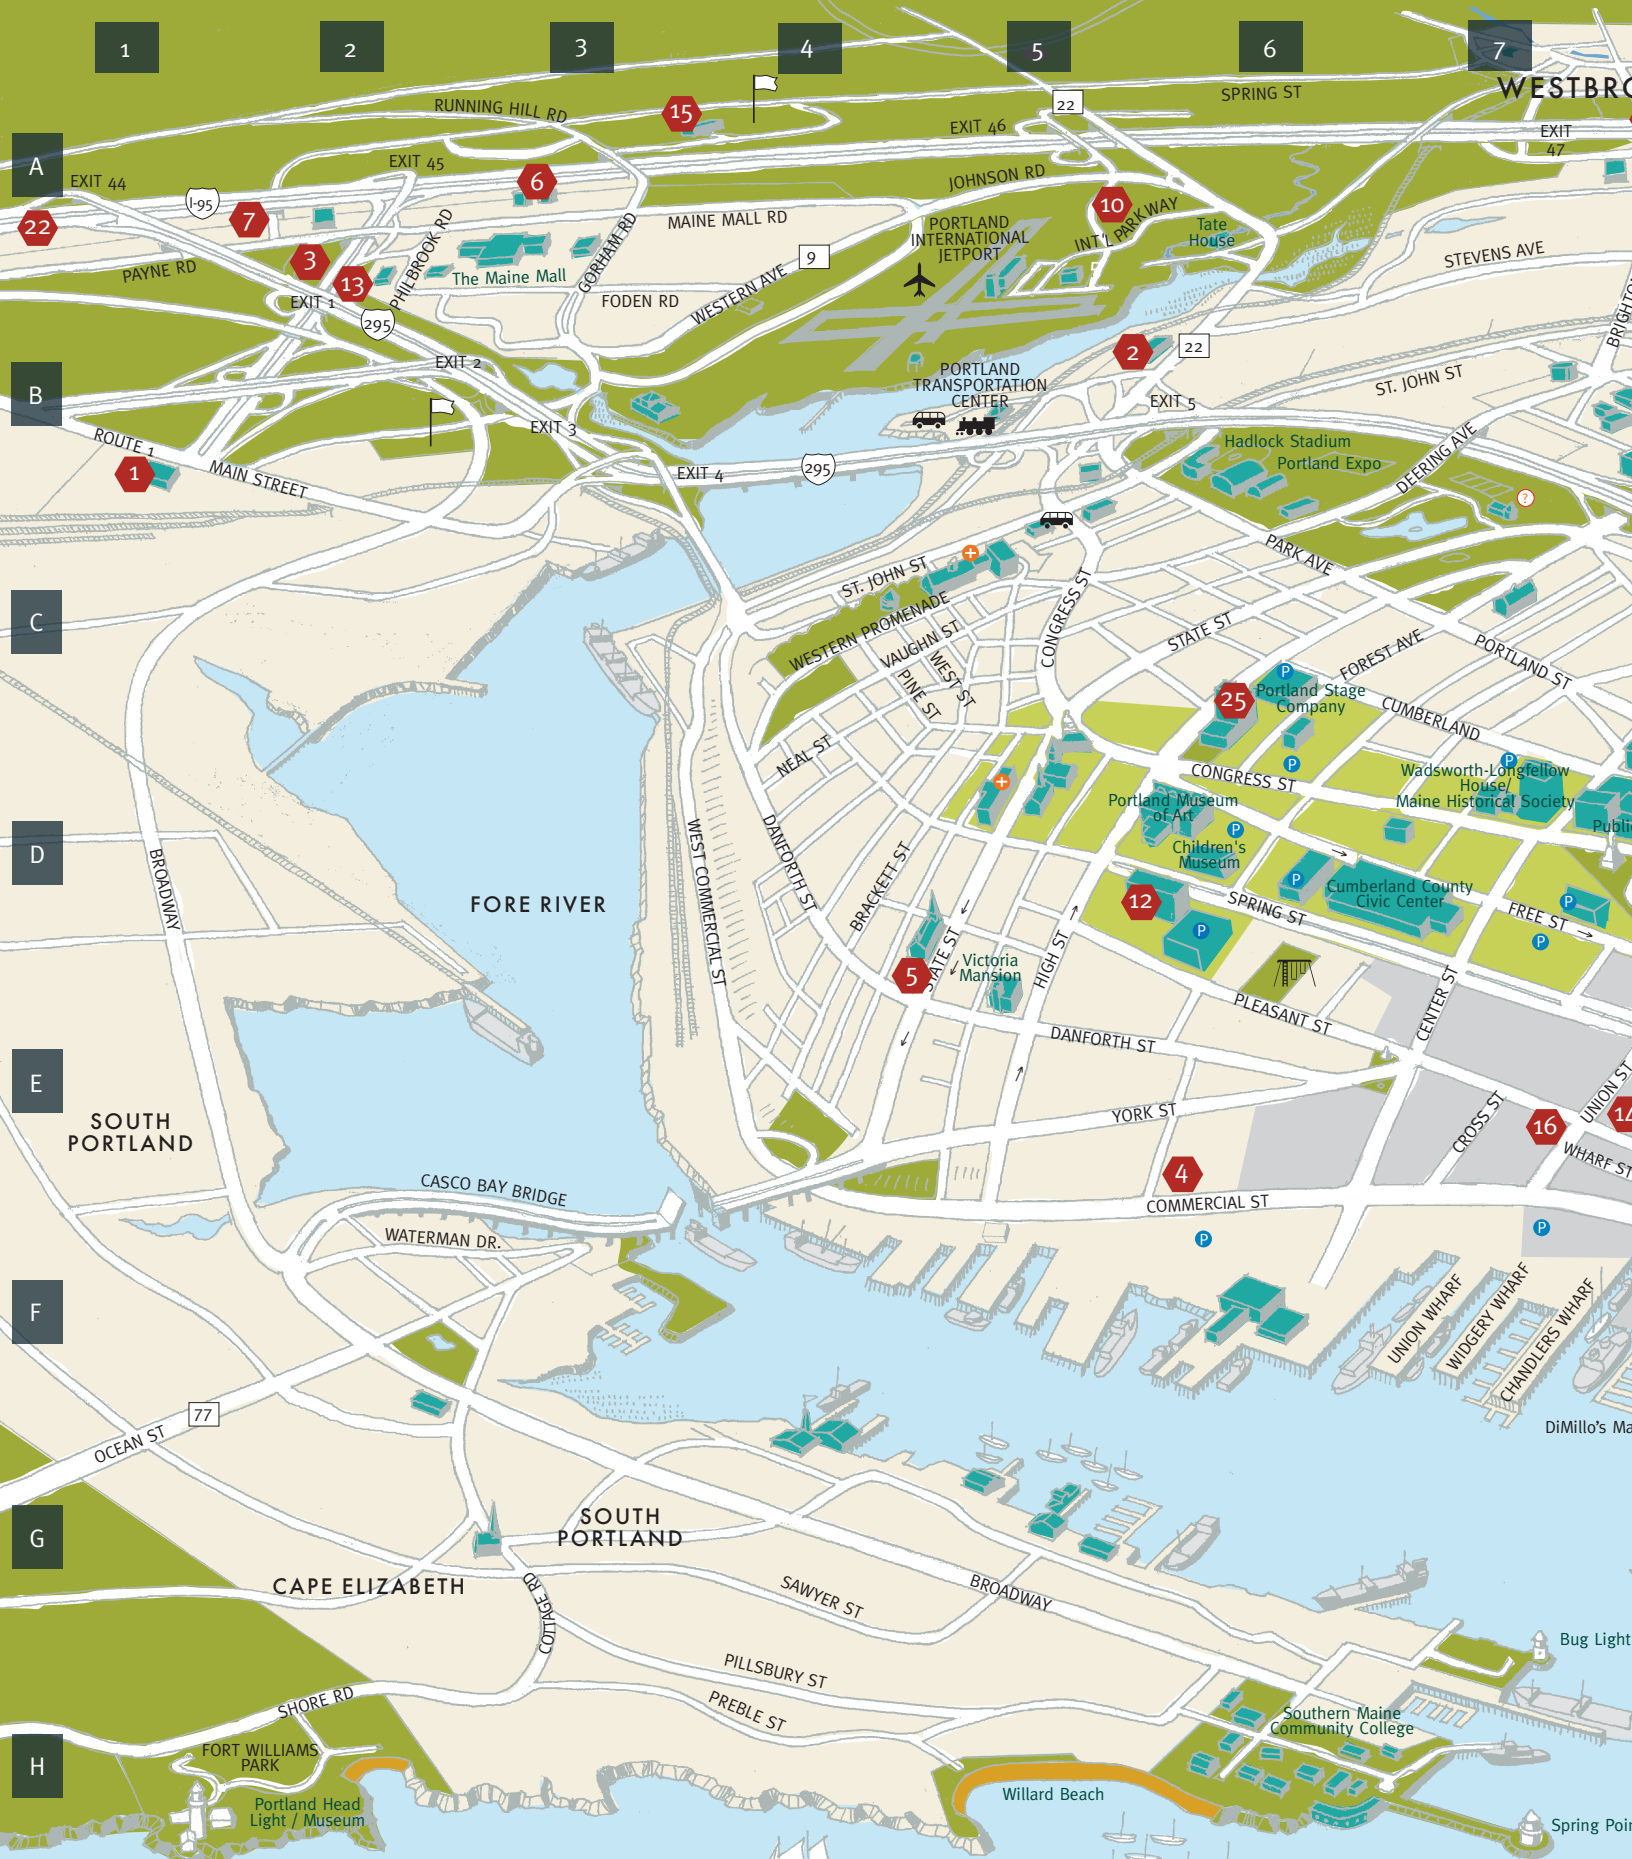 1
2
3
4
5
6
7
WESTBRO
RUNNING HILL RD
15
22
SPRING ST
EXIT 46
EXIT
47
A
EXIT 44
EXIT 45
I-95
6
JOHNSON RD
22
7
PHILBROOK RD
GORHAM RD
MAINE MALL RD
PORTLAND
INTERNATIONAL
JETPORT
10
INT'L PARKWAY
Tate
House
3
PAYNE RD
13
The Maine Mall
9
STEVENS AVE
EXIT 1
295
FODEN RD
WESTERN AVE
BRIGHTO
2
22
EXIT 2
PORTLAND
TRANSPORTATION
CENTER
ST. JOHN ST
B
EXIT 5
ROUTE 1
EXIT 3
Hadlock Stadium
Portland Expo
DEERING AVE
1
MAIN STREET
EXIT 4
295
?
PARK AVE
ST. JOHN ST
C
WESTERN PROMENADE
VAUGHN ST
WEST ST
PINE ST
CONGRESS ST
STATE ST
FOREST AVE
PORTLAND ST
P
25
Portland Stage
Company
CUMBERLAND
NEAL ST
P
CONGRESS ST
P
Wadsworth-Longfellow
House/
Maine Historical Society
Portland Museum
of Art
Public
D
BROADWAY
WEST COMMERCIAL ST
DANFORTH ST
BRACKETT ST
P
Children's
Museum
P
Cumberland County
Civic Center
FORE RIVER
12
SPRING ST
P
FREE ST
P
P
5
STATE ST
Victoria
Mansion
HIGH ST
PLEASANT ST
CENTER ST
DANFORTH ST
E
SOUTH
PORTLAND
YORK ST
CROSS ST
UNION ST
16
14
WHARF ST
4
CASCO BAY BRIDGE
COMMERCIAL ST
P
P
WATERMAN DR.
F
UNION WHARF
WIDGERY WHARF
CHANDLERS WHARF
77
OCEAN ST
DiMillo's Ma
G
SOUTH
PORTLAND
CAPE ELIZABETH
COTTAGE RD
SAWYER ST
BROADWAY
Bug Light
PILLSBURY ST
PREBLE ST
SHORE RD
Southern Maine
Community College
H
FORT WILLIAMS
PARK
Willard Beach
Portland Head
Light / Museum
Spring Poin